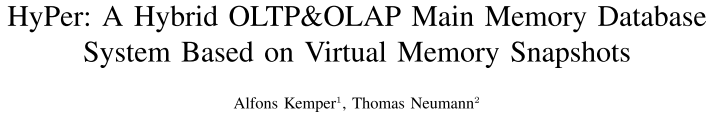 HyPer: A Hybrid OLTP&OLAP Main Memory Database
System Based on Virtual Memory Snapshots
Alfons Kemper¹, Thomas Neumann²